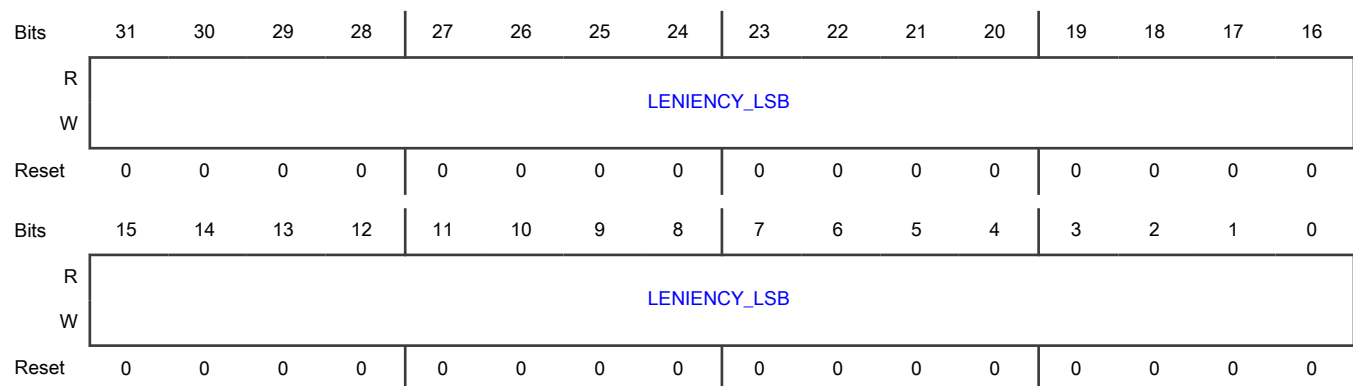 Bits 31 30 29 28 27 26 25 24 23 22 21 20 19 18 17 16
R
LENIENCY_LSB
W
Reset 0 0 0 0 0 0 0 0 0 0 0 0 0 0 0 0
Bits 15 14 13 12 11 10 9 8 7 6 5 4 3 2 1 0
R
LENIENCY_LSB
W
Reset 0 0 0 0 0 0 0 0 0 0 0 0 0 0 0 0